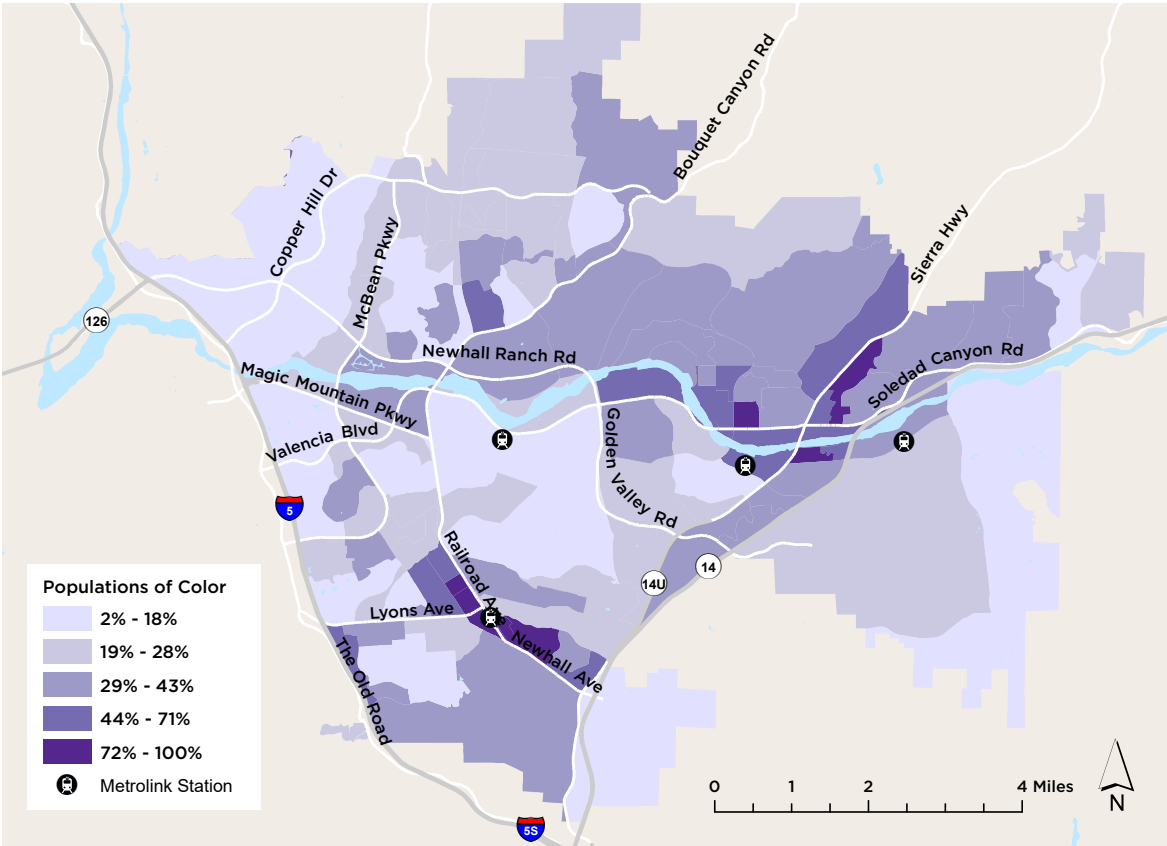 Bouquet Canyon Rd
Copper Hill Dr
McBean Pkwy
Sierra Hwy
126
Newhall Ranch Rd
Soledad Canyon Rd
Magic Mountain Pkwy
Valencia Blvd
Golden Valley Rd
5
Railroad Ave
14
14U
Lyons Ave
Newhall Ave
The Old Road
Populations of Color
2% - 18%
19% - 28%
29% - 43%
44% - 71%
72% - 100%
Metrolink Station
0 1 2 4 Miles
N
5S